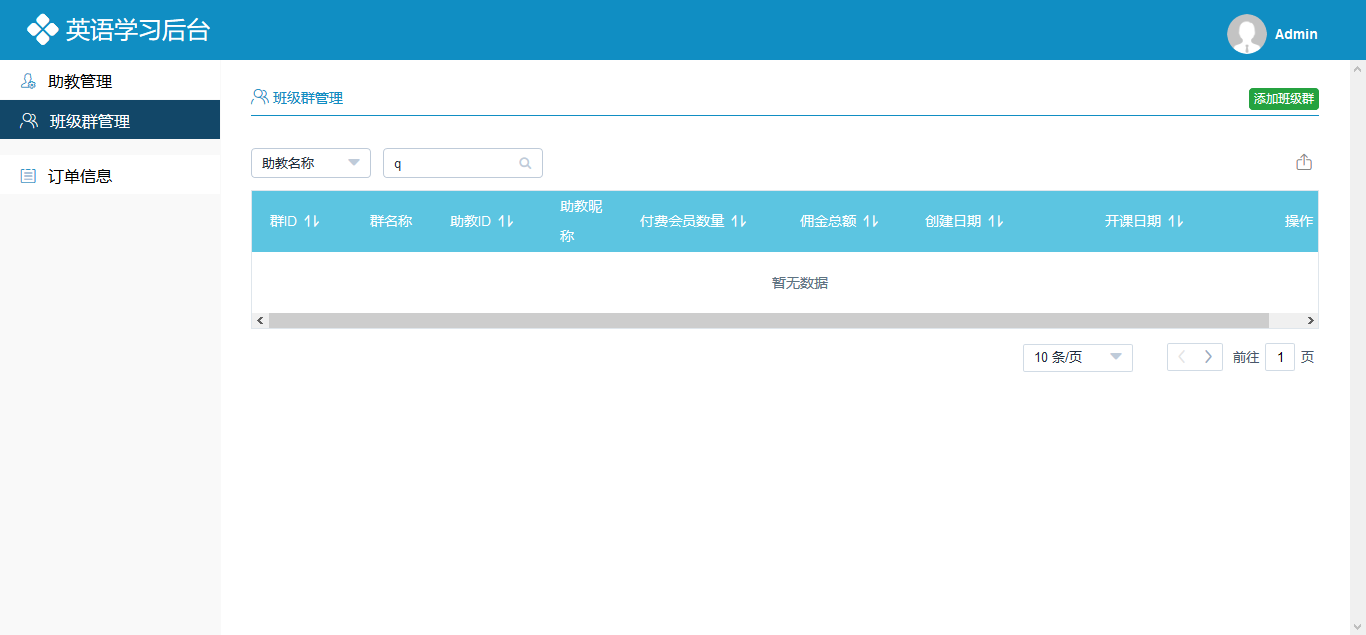 英语学习后台
Admin
助教管理
班级群管理
订单信息
班级群管理
添加班级群
助教名称
q
群ID
群名称
助教ID
助教昵
称
付费会员数量
佣金总额
创建日期
开课日期
操作
暂无数据
10 条/页
前往 1 页